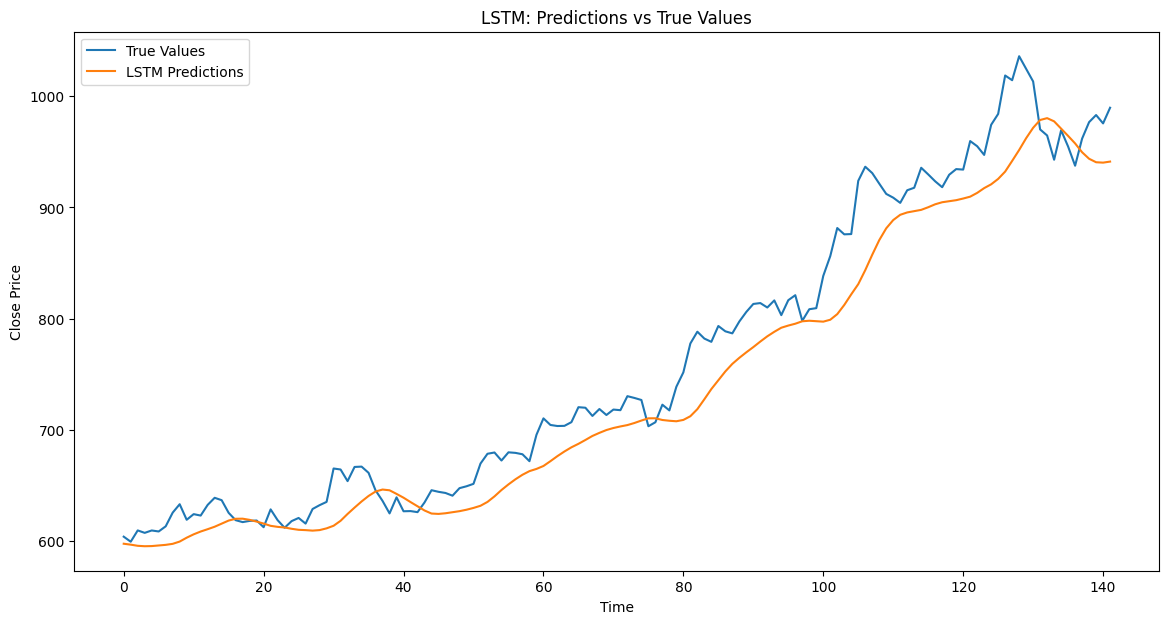 LSTM: Predictions vs True Values
True Values
LSTM Predictions
Close Price
1000
900
800
700
600
0 20 40 60 80 100 120 140
Time